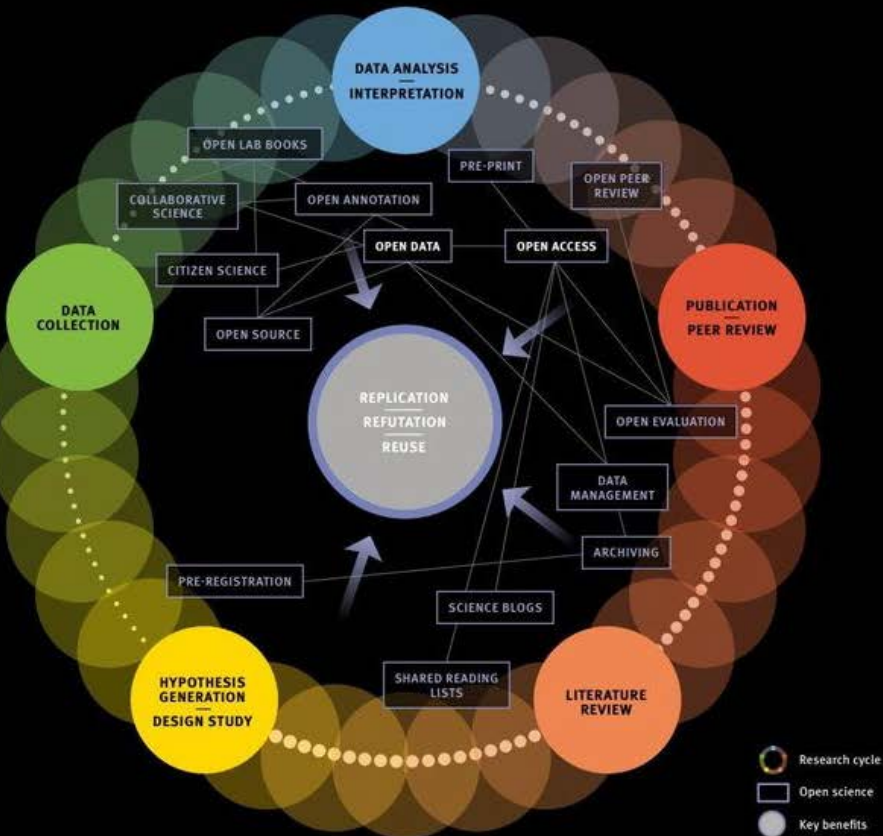 DATA ANALYSIS
INTERPRETATION
OPEN LAB BOOKS
PRE-PRINT
OPEN PEER
REVIEW
COLLABORATIVE
SCIENCE
OPEN ANNOTATION
OPEN DATA
OPEN ACCESS
CITIZEN SCIENCE
DATA
COLLECTION
OPEN SOURCE
PUBLICATION
PEER REVIEW
REPLICATION
REFUTATION
REUSE
OPEN EVALUATION
DATA
MANAGEMENT
ARCHIVING
PRE-REGISTRATION
SCIENCE BLOGS
SHARED READING
LISTS
HYPOTHESIS
GENERATION
DESIGN STUDY
LITERATURE
REVIEW
Research cycle
Open science
Key benefits